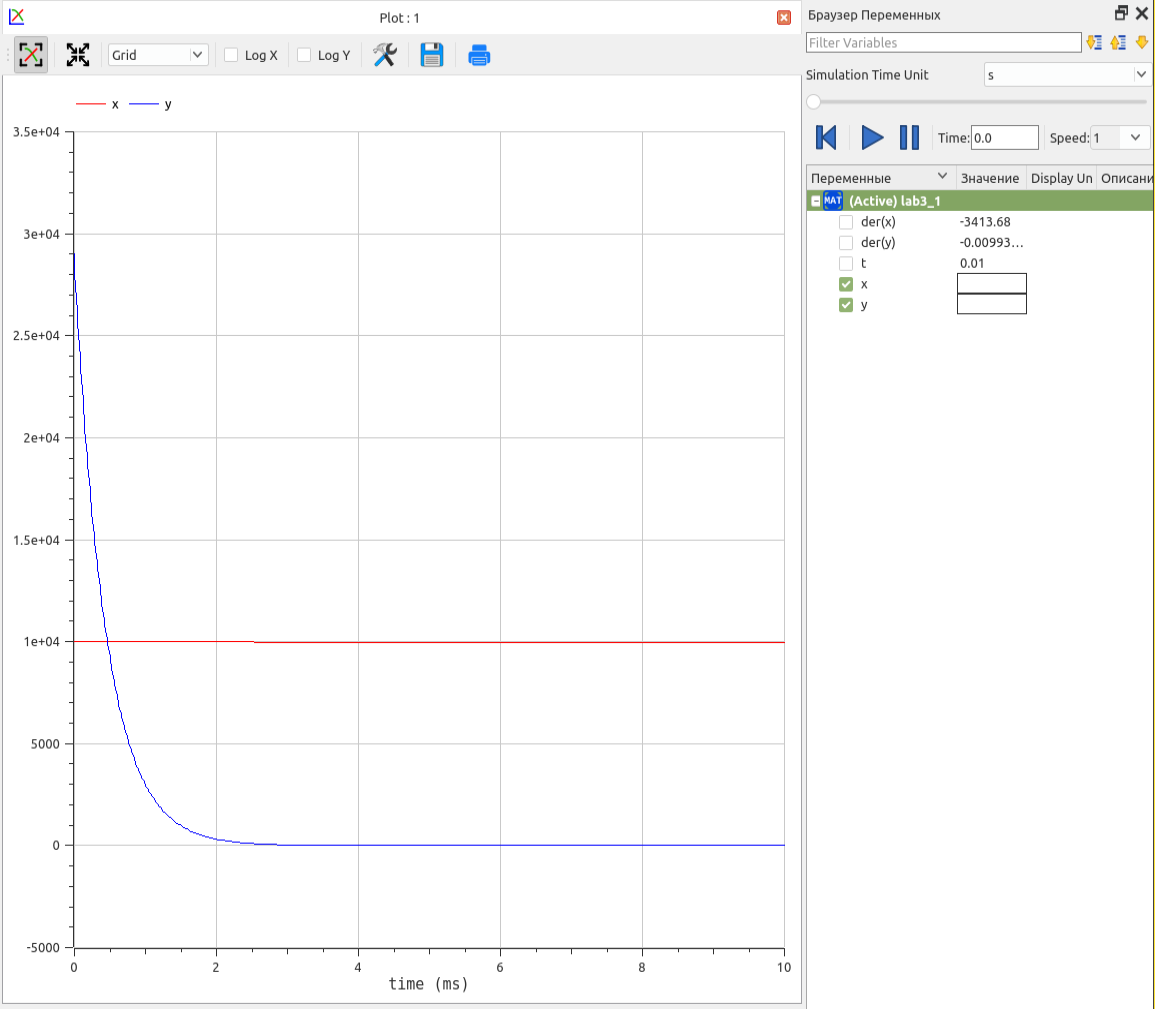 Plot : 1
Grid
Log X
Log Y
x
y
3.5e+04
3e+04
2.5e+04
2e+04
1.5e+04
1e+04
5000
0
-5000
0 2 4 6 8 10
time (ms)
Браузер Переменных
Filter Variables
Simulation Time Unit s
Time: 0.0 Speed: 1
Переменные Значение Display Un Описани
MAT (Active) lab3_1
der(x) -3413.68
der(y) -0.00993...
t 0.01
x
y